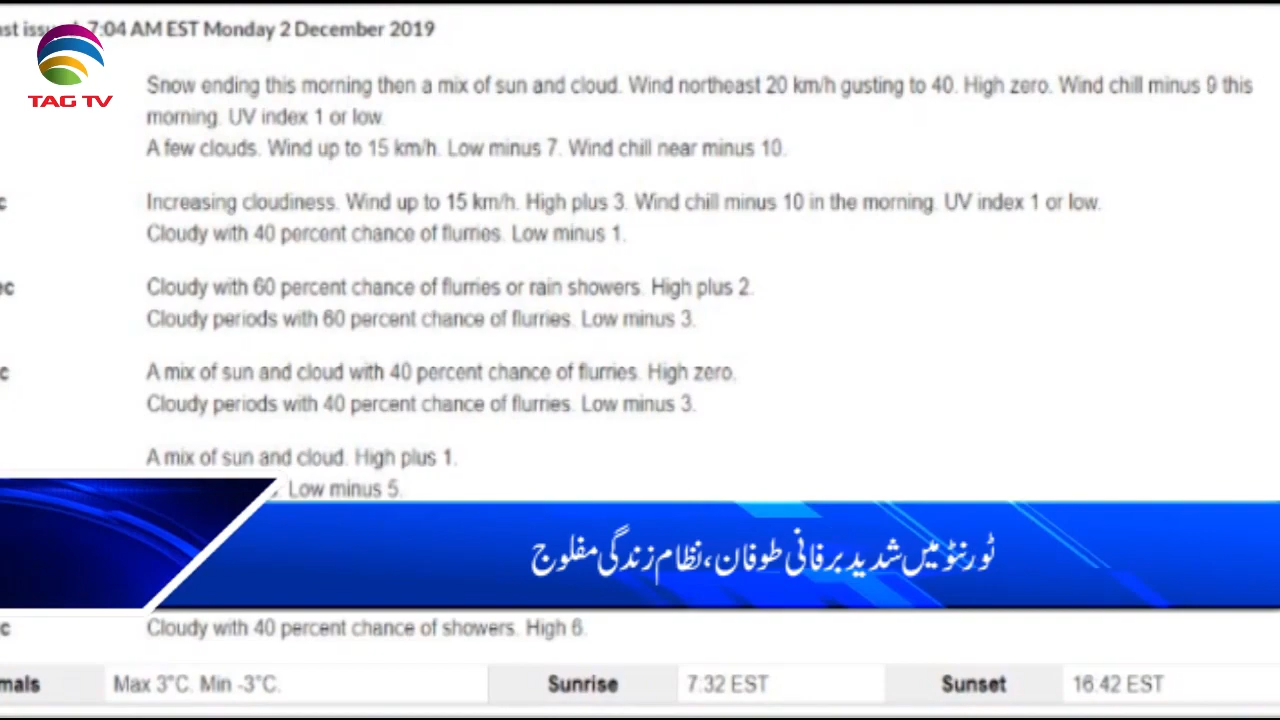 7:04 AM EST Monday 2 December 2019
TAG TV
Snow ending this morning then a mix of sun and cloud. Wind northeast 20 km/h gusting to 40. High zero. Wind chill minus 9 this
morning. UV index 1 or low.
A few clouds. Wind up to 15 km/h. Low minus 7. Wind chill near minus 10.
Increasing cloudiness. Wind up to 15 km/h. High plus 3. Wind chill minus 10 in the morning. UV index 1 or low.
Cloudy with 40 percent chance of flurries. Low minus 1.
Cloudy with 60 percent chance of flurries or rain showers. High plus 2.
Cloudy periods with 60 percent chance of flurries. Low minus 3.
A mix of sun and cloud with 40 percent chance of flurries. High zero.
Cloudy periods with 40 percent chance of flurries. Low minus 3.
A mix of sun and cloud. High plus 1.
Low minus 5.
ٹورنٹو میں شدید برفانی طوفان، نظام زندگی مفلوج
Cloudy with 40 percent chance of showers. High 6.
Max 3°C. Min -3°C. Sunrise 7:32 EST Sunset 16:42 EST